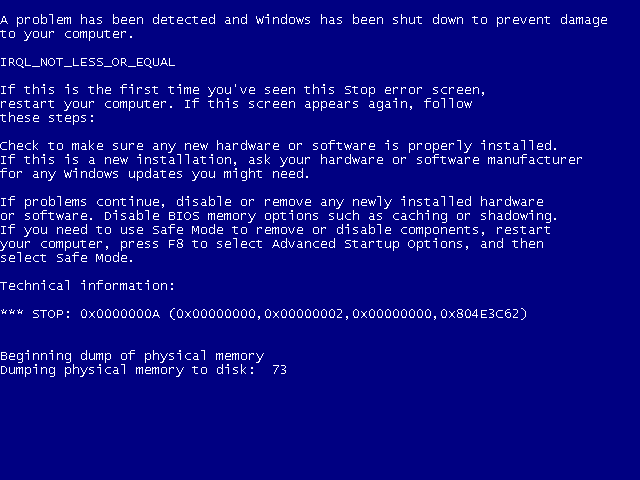 A problem has been detected and Windows has been shut down to prevent damage
to your computer.
IRQL_NOT_LESS_OR_EQUAL
If this is the first time you've seen this Stop error screen,
restart your computer. If this screen appears again, follow
these steps:
Check to make sure any new hardware or software is properly installed.
If this is a new installation, ask your hardware or software manufacturer
for any Windows updates you might need.
If problems continue, disable or remove any newly installed hardware
or software. Disable BIOS memory options such as caching or shadowing.
If you need to use Safe Mode to remove or disable components, restart
your computer, press F8 to select Advanced Startup Options, and then
select Safe Mode.
Technical information:
*** STOP: 0x0000000A (0x00000000,0x00000002,0x00000000,0x804E3C62)
Beginning dump of physical memory
Dumping physical memory to disk:  73